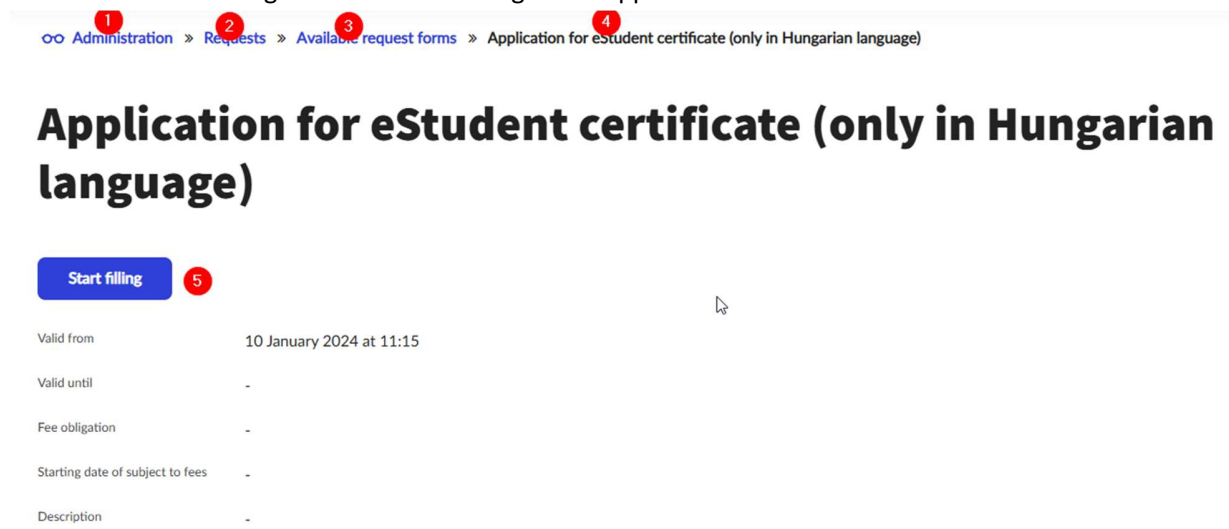 1 2 3 4
Administration » Requests » Available request forms » Application for eStudent certificate (only in Hungarian language)
Application for eStudent certificate (only in Hungarian
language)
Start filling 5
Valid from 10 January 2024 at 11:15
Valid until -
Fee obligation -
Starting date of subject to fees -
Description -